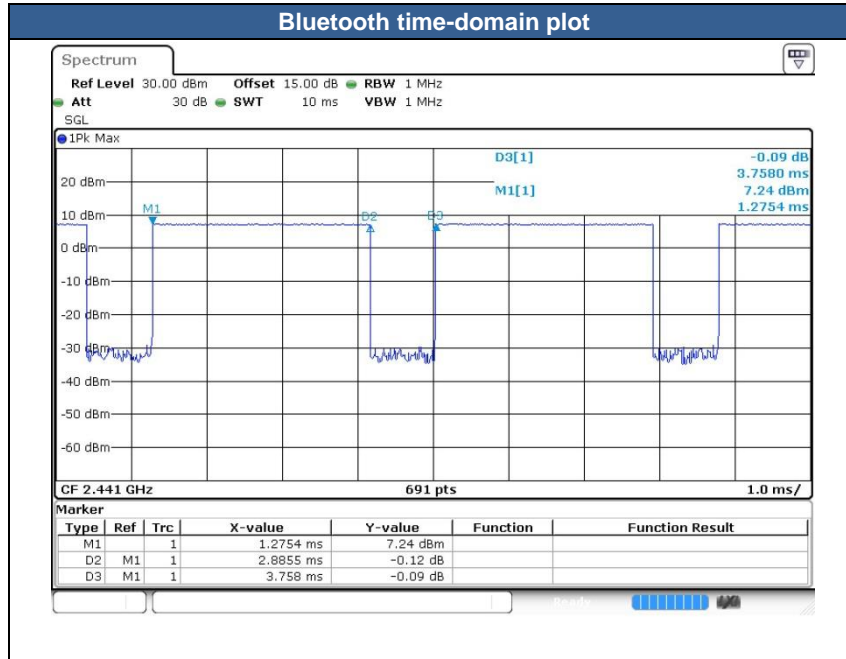 Bluetooth time-domain plot
Spectrum
Ref Level 30.00 dBm Offset 15.00 dB RBW 1 MHz
Att 30 dB SWT 10 ms VBW 1 MHz
SGL
1Pk Max
D3[1] -0.09 dB
3.7580 ms
M1[1] 7.24 dBm
1.2754 ms
20 dBm
10 dBm
M1
D2
D3
0 dBm
-10 dBm
-20 dBm
-30 dBm
-40 dBm
-50 dBm
-60 dBm
CF 2.441 GHz 691 pts 1.0 ms/
Marker
Type Ref Trc X-value Y-value Function Function Result
M1 1 1.2754 ms 7.24 dBm
D2 M1 1 2.8855 ms -0.12 dB
D3 M1 1 3.758 ms -0.09 dB
Ready